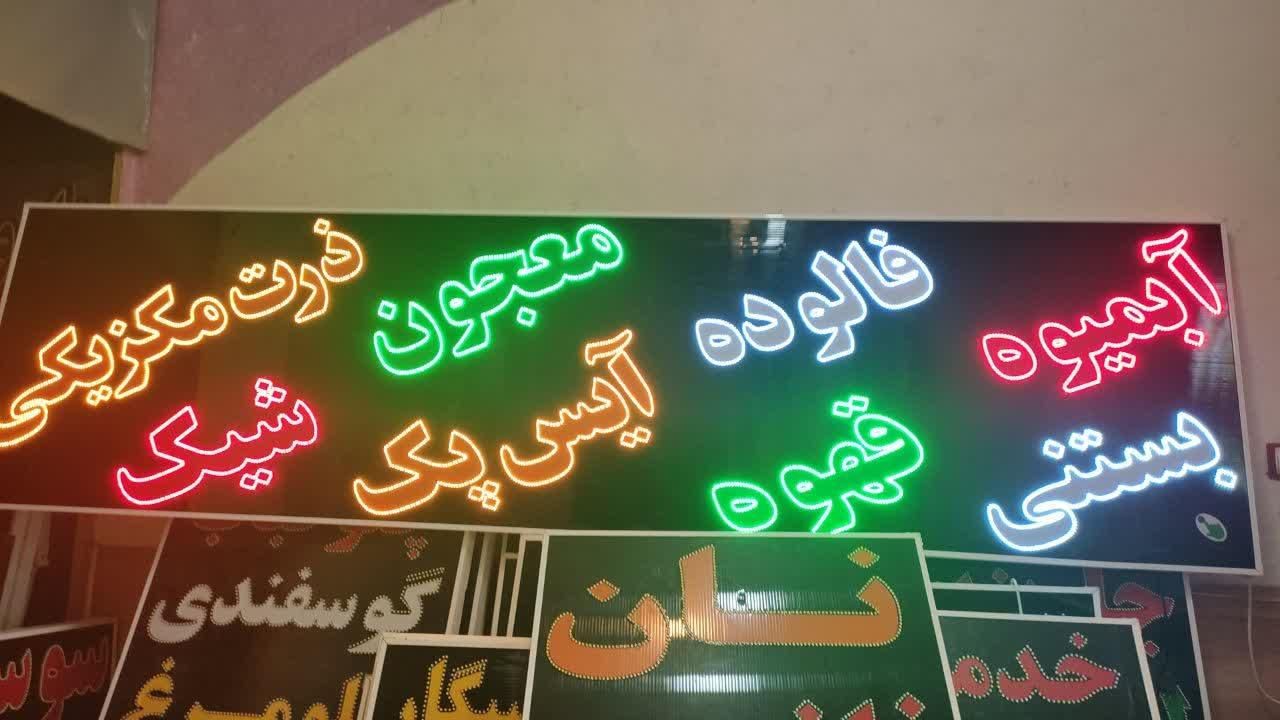 آبمیوه فالوده معجون ذرت مکزیکی
بستنی قهوه آیس پک شیک
گوسفندی
نان